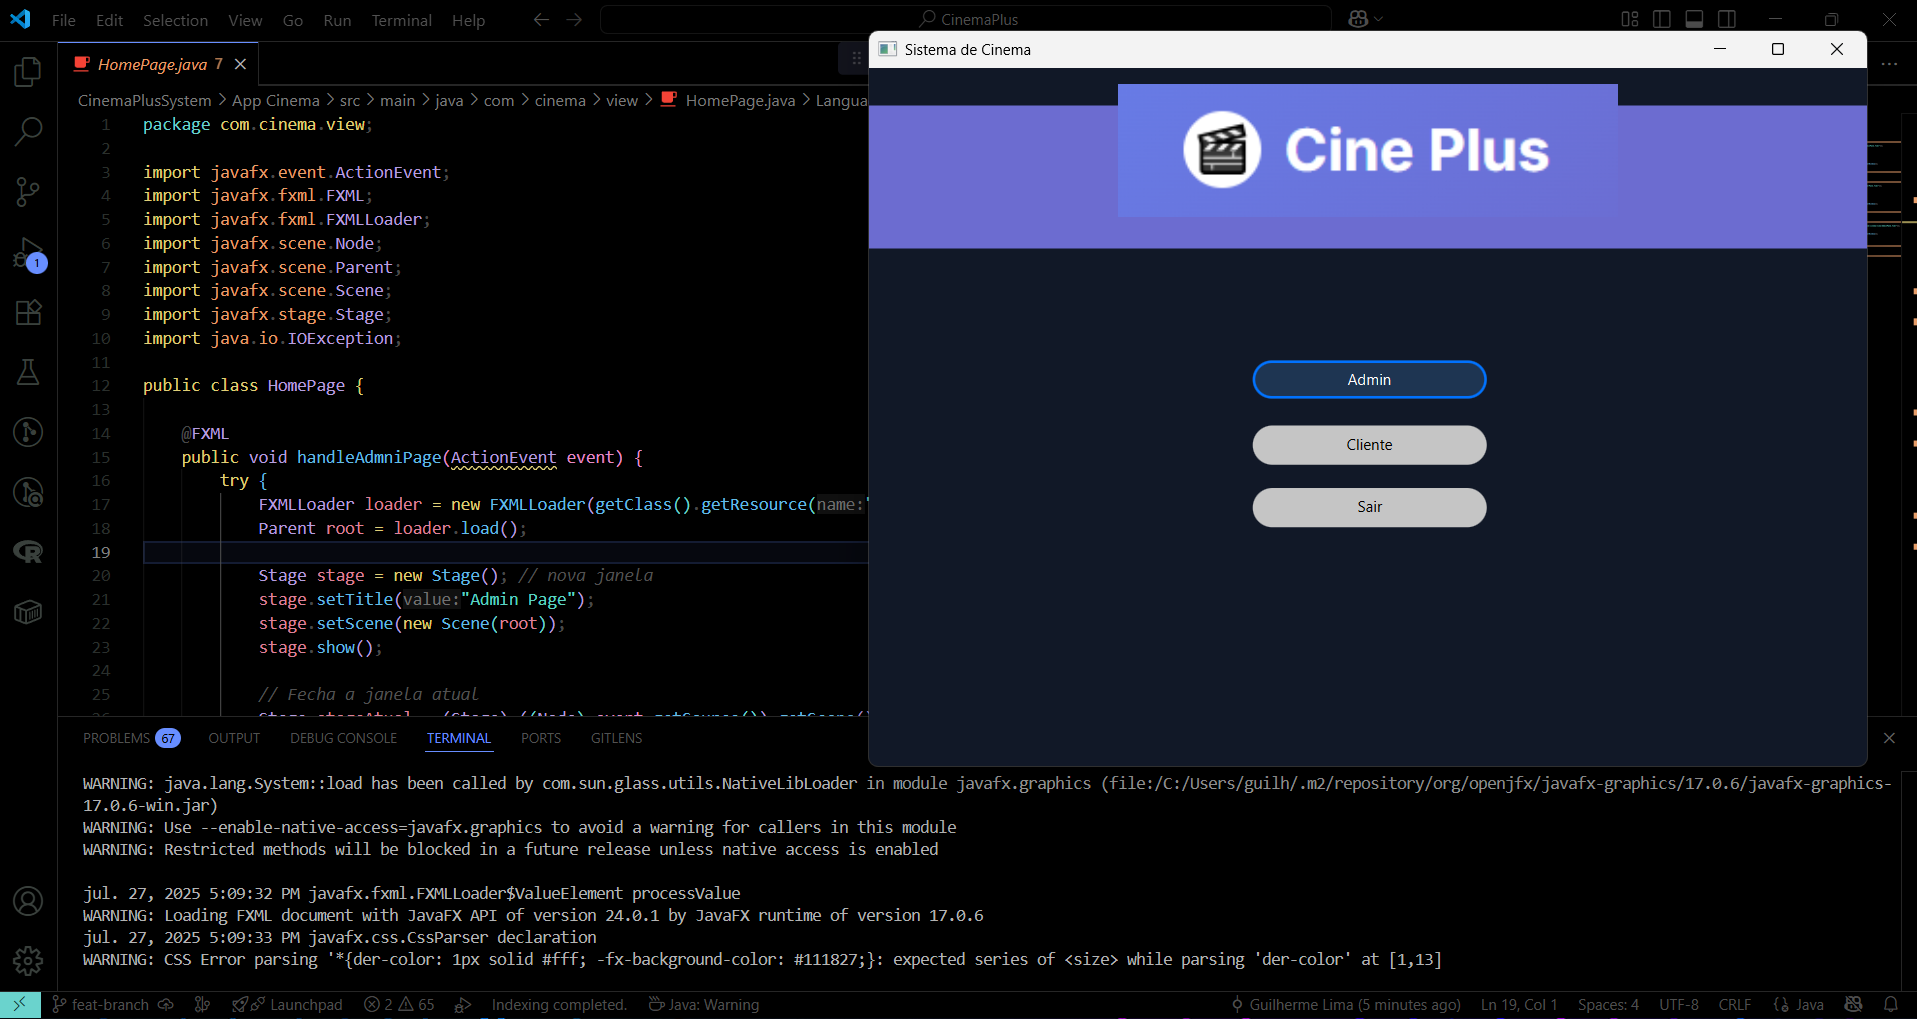 File Edit Selection View Go Run Terminal Help
CinemaPlus
HomePage.java 7
CinemaPlusSystem > App Cinema > src > main > java > com > cinema > view > HomePage.java > Langua
1 package com.cinema.view;
2
3 import javafx.event.ActionEvent;
4 import javafx.fxml.FXML;
5 import javafx.fxml.FXMLLoader;
6 import javafx.scene.Node;
7 import javafx.scene.Parent;
8 import javafx.scene.Scene;
9 import javafx.stage.Stage;
10 import java.io.IOException;
11
12 public class HomePage {
13
14 @FXML
15 public void handleAdmniPage(ActionEvent event) {
16 try {
17 FXMLLoader loader = new FXMLLoader(getClass().getResource(name:"
18 Parent root = loader.load();
19
20 Stage stage = new Stage(); // nova janela
21 stage.setTitle(value:"Admin Page");
22 stage.setScene(new Scene(root));
23 stage.show();
24
25 // Fecha a janela atual
Sistema de Cinema
Cine Plus
Admin
Cliente
Sair
1
PROBLEMS 67 OUTPUT DEBUG CONSOLE TERMINAL PORTS GITLENS
WARNING: java.lang.System::load has been called by com.sun.glass.utils.NativeLibLoader in module javafx.graphics (file:/C:/Users/guilh/.m2/repository/org/openjfx/javafx-graphics/17.0.6/javafx-graphics-
17.0.6-win.jar)
WARNING: Use --enable-native-access=javafx.graphics to avoid a warning for callers in this module
WARNING: Restricted methods will be blocked in a future release unless native access is enabled
jul. 27, 2025 5:09:32 PM javafx.fxml.FXMLLoader$ValueElement processValue
WARNING: Loading FXML document with JavaFX API of version 24.0.1 by JavaFX runtime of version 17.0.6
jul. 27, 2025 5:09:33 PM javafx.css.CssParser declaration
WARNING: CSS Error parsing '*{der-color: 1px solid #fff; -fx-background-color: #111827;}: expected series of <size> while parsing 'der-color' at [1,13]
feat-branch Launchpad 2 65 Indexing completed. Java: Warning Guilherme Lima (5 minutes ago) Ln 19, Col 1 Spaces: 4 UTF-8 CRLF Java